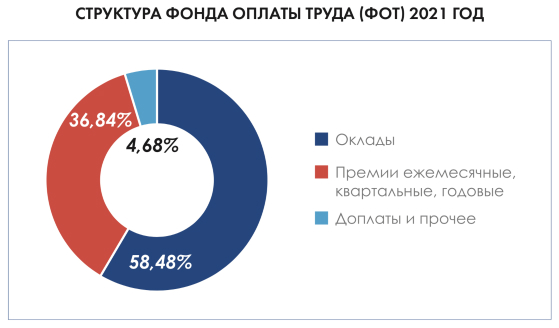 СТРУКТУРА ФОНДА ОПЛАТЫ ТРУДА (ФОТ) 2021 ГОД
36,84%
4,68%
58,48%
Оклады
Премии ежемесячные,
квартальные, годовые
Доплаты и прочее